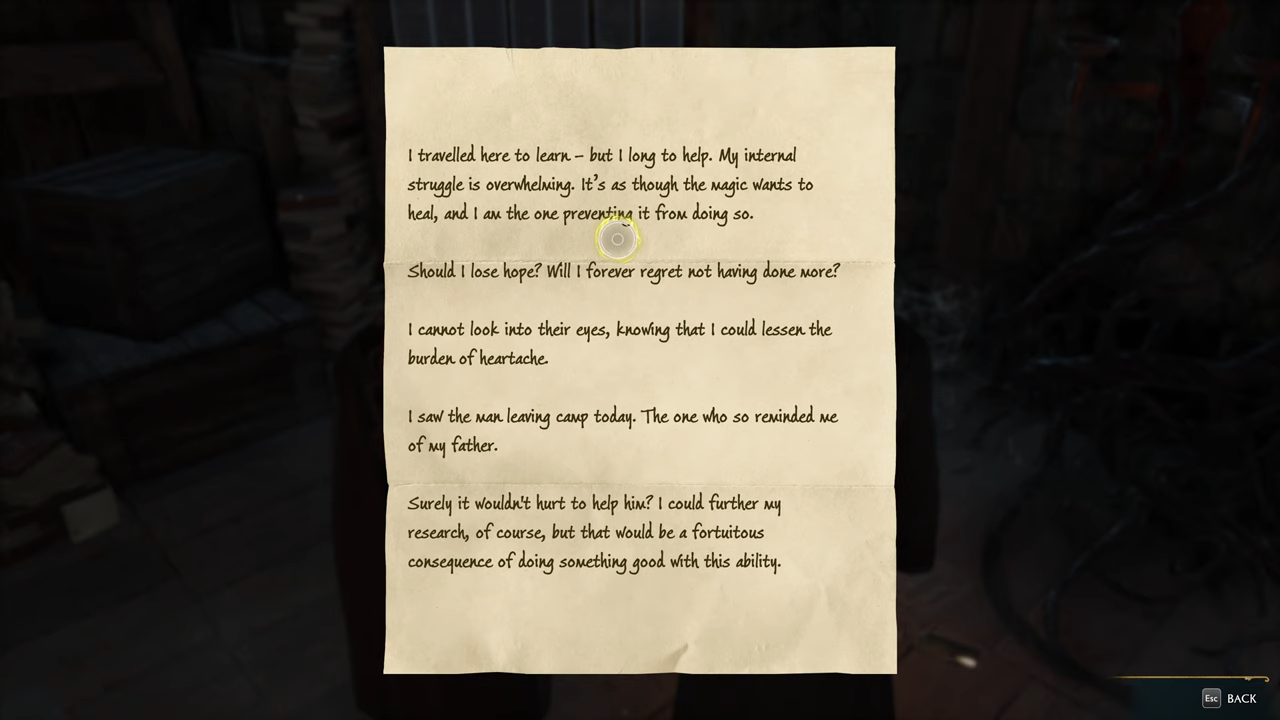 I travelled here to learn – but I long to help. My internal
struggle is overwhelming. It's as though the magic wants to
heal, and I am the one preventing it from doing so.
Should I lose hope? Will I forever regret not having done more?
I cannot look into their eyes, knowing that I could lessen the
burden of heartache.
I saw the man leaving camp today. The one who so reminded me
of my father.
Surely it wouldn't hurt to help him? I could further my
research, of course, but that would be a fortuitous
consequence of doing something good with this ability.
Esc BACK